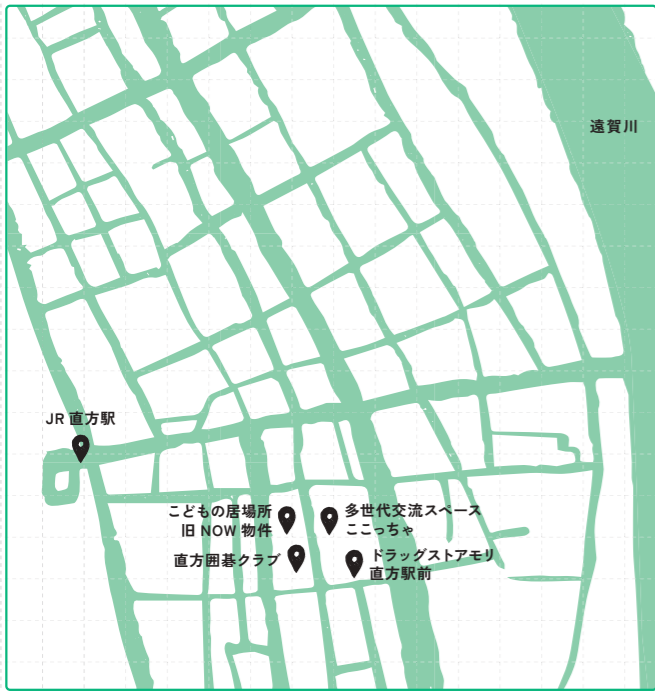 遠賀川
JR 直方駅
こどもの居場所
旧 NOW 物件
多世代交流スペース
ここっちゃ
直方囲碁クラブ
ドラッグストアモリ
直方駅前